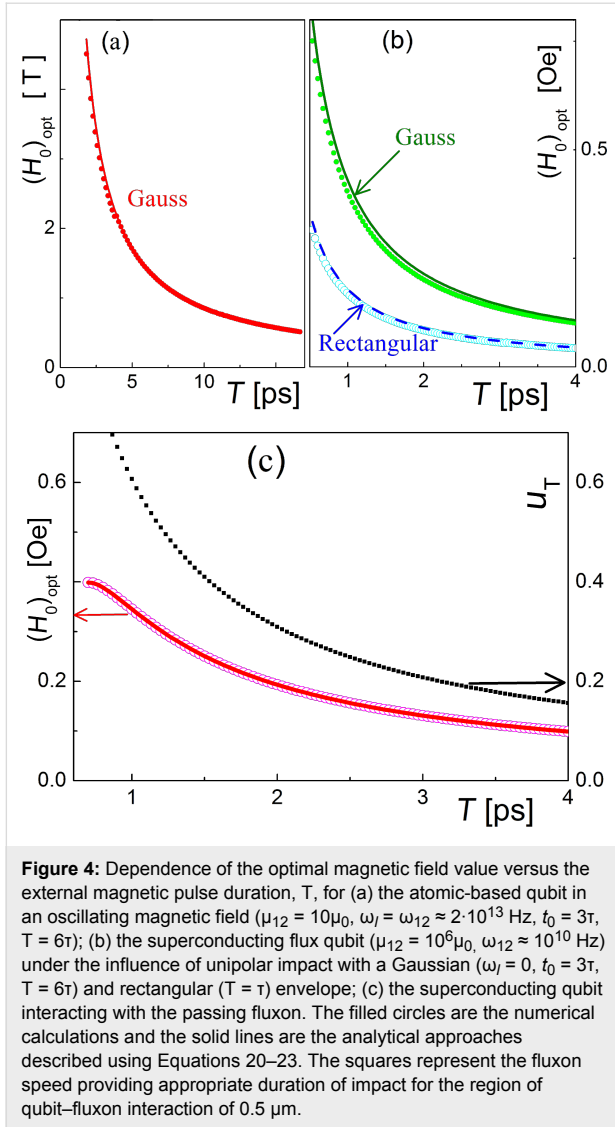 (a)
(H₀)opt [ T ]
2
0
Gauss
0 5 10
T [ps]
(b)
(H₀)opt [Oe]
0.5
0.0
Gauss
Rectangular
1 2 3 4
T [ps]
(c)
(H₀)opt [Oe]
0.6
0.4
0.2
0.0
uT
0.6
0.4
0.2
0.0
1 2 3 4
T [ps]
Figure 4: Dependence of the optimal magnetic field value versus the
external magnetic pulse duration, T, for (a) the atomic-based qubit in
an oscillating magnetic field (μ₁₂ = 10μ₀, ωₗ = ω₁₂ ≈ 2·10¹³ Hz, t₀ = 3τ,
T = 6τ); (b) the superconducting flux qubit (μ₁₂ = 10⁶μ₀, ω₁₂ ≈ 10¹⁰ Hz)
under the influence of unipolar impact with a Gaussian (ωₗ = 0, t₀ = 3τ,
T = 6τ) and rectangular (T = τ) envelope; (c) the superconducting qubit
interacting with the passing fluxon. The filled circles are the numerical
calculations and the solid lines are the analytical approaches
described using Equations 20–23. The squares represent the fluxon
speed providing appropriate duration of impact for the region of
qubit–fluxon interaction of 0.5 μm.